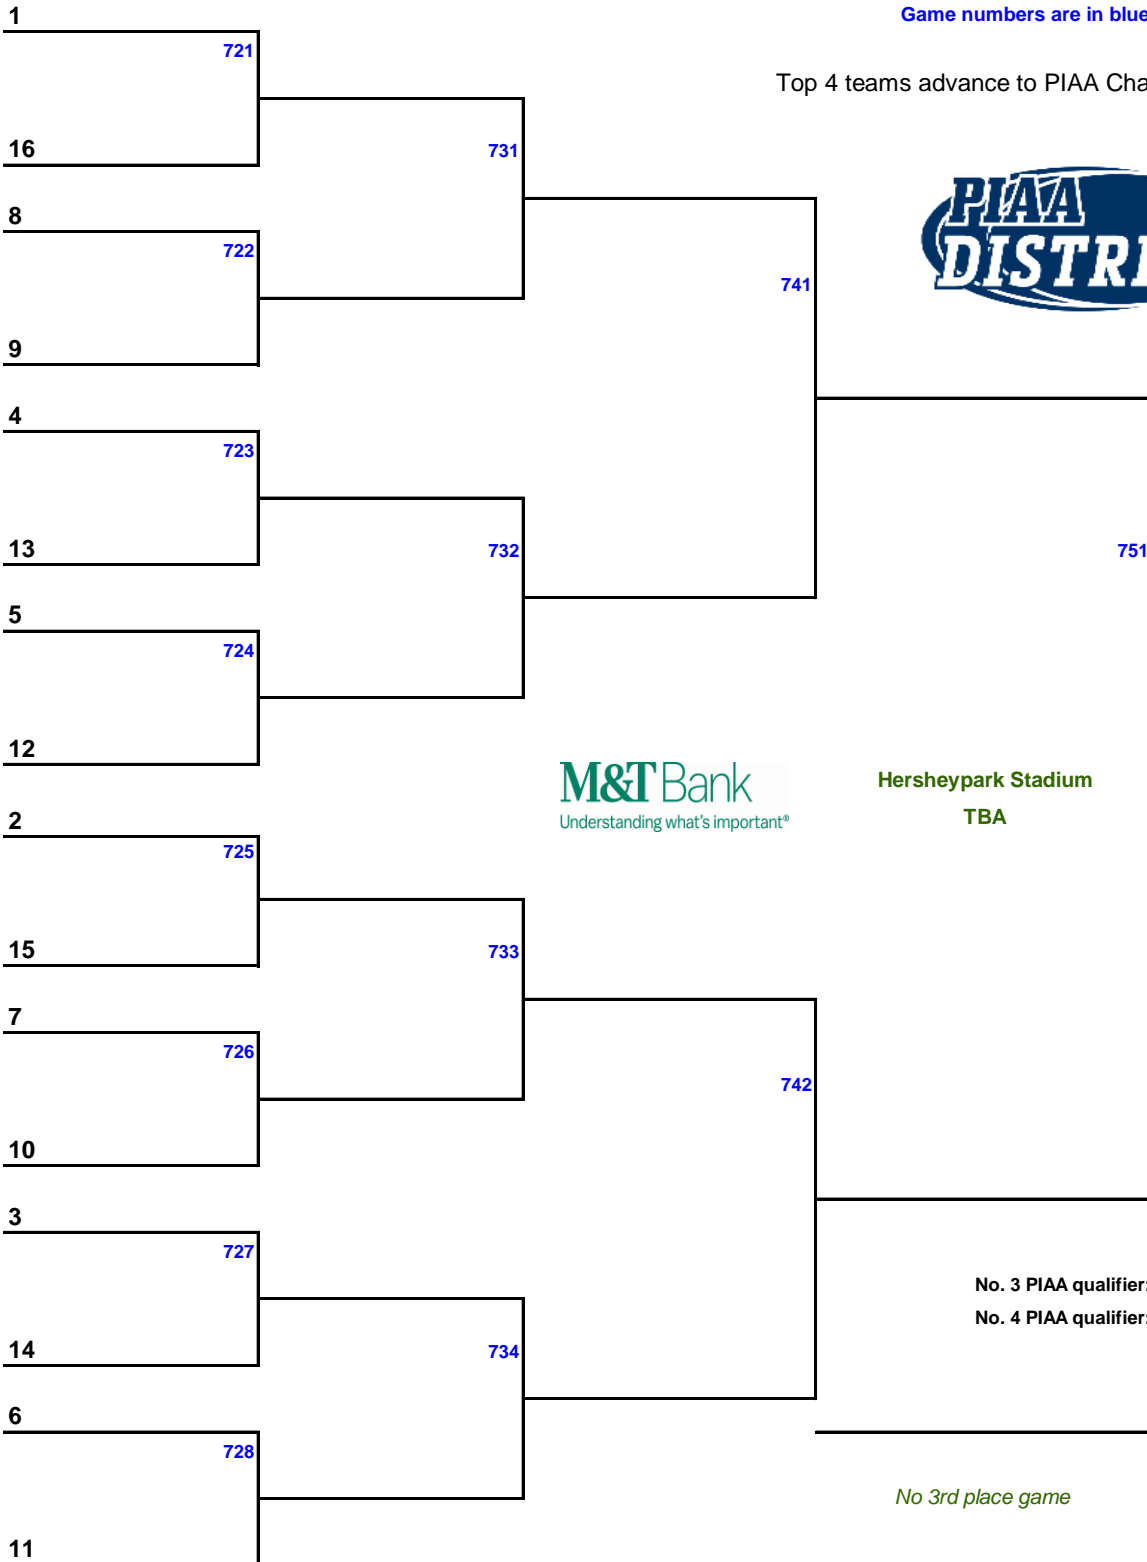 1
Game numbers are in blue
721
Top 4 teams advance to PIAA Cha
16
731
PIAA
8
722
DISTRI
741
9
4
723
13
732
751
5
724
12
M&T Bank
Hersheypark Stadium
Understanding what's important®
TBA
2
725
15
733
7
726
742
10
3
727
No. 3 PIAA qualifier:
No. 4 PIAA qualifier:
14
734
6
728
No 3rd place game
11